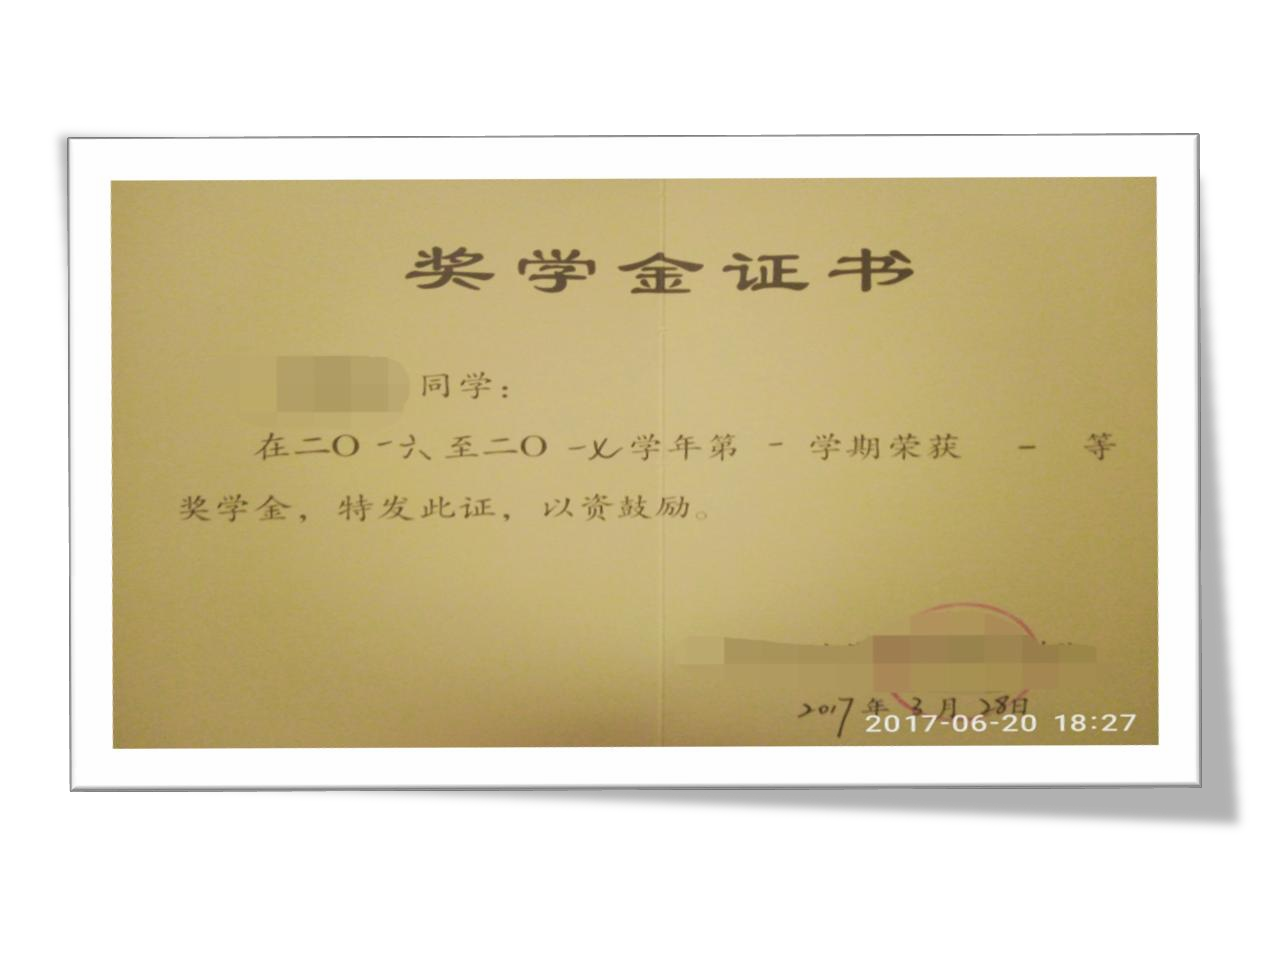 奖学金证书
同学：
在二〇一六至二〇一七学年第一学期荣获 一 等
奖学金，特发此证，以资鼓励。
2017年3月28日
2017-06-20 18:27